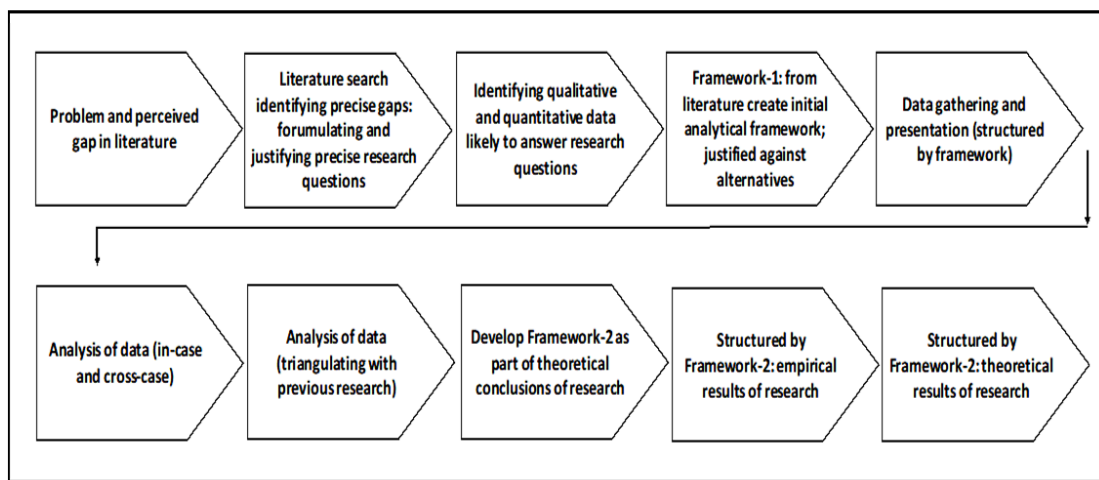 Problem and perceived
gap in literature
Literature search
identifying precise gaps:
forumulating and
justifying precise research
questions
Identifying qualitative
and quantitative data
likely to answer research
questions
Framework-1: from
literature create initial
analytical framework;
justified against
alternatives
Data gathering and
presentation (structured
by framework)
Analysis of data (in-case
and cross-case)
Analysis of data
(triangulating with
previous research)
Develop Framework-2 as
part of theoretical
conclusions of research
Structured by
Framework-2: empirical
results of research
Structured by
Framework-2: theoretical
results of research